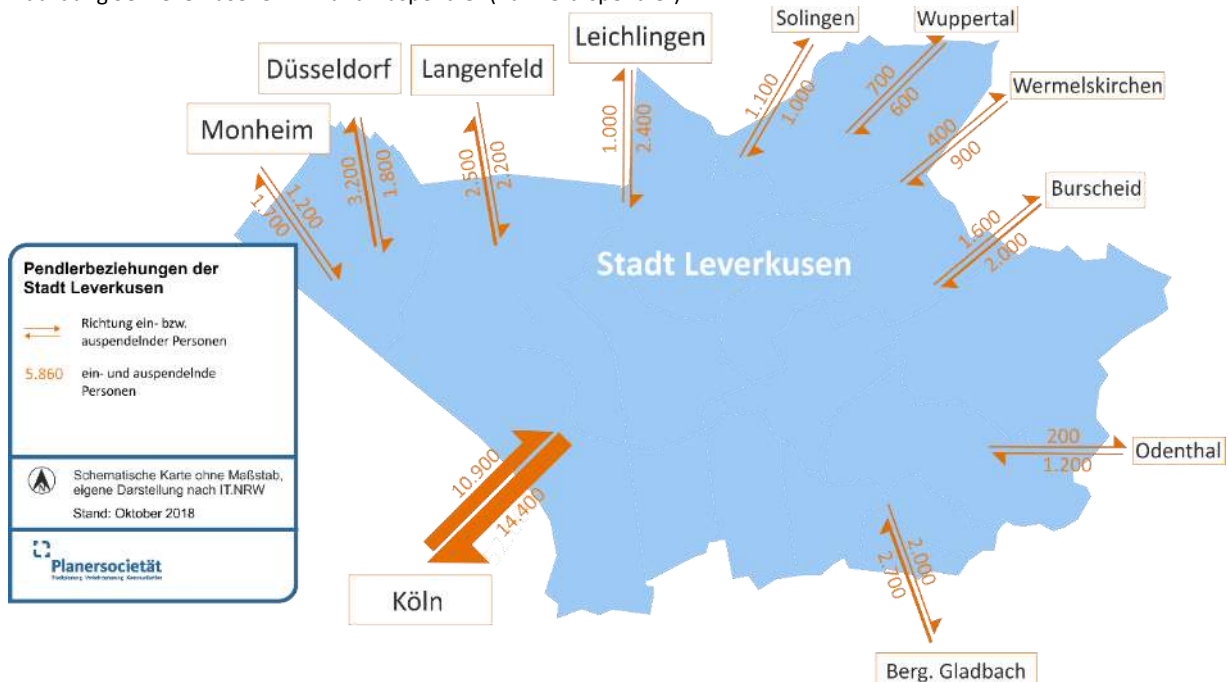 Solingen
Wuppertal
Leichlingen
Düsseldorf
Langenfeld
Wermelskirchen
Monheim
Burscheid
1.100
1.000
700
600
400
900
1.000
2.400
3.200
1.800
2.500
2.200
1.200
1.700
1.600
2.000
Stadt Leverkusen
Pendlerbeziehungen der
Stadt Leverkusen
Richtung ein- bzw.
auspendelnder Personen
5.860
ein- und auspendelnde
Personen
Schematische Karte ohne Maßstab,
eigene Darstellung nach IT.NRW
Stand: Oktober 2018
Planersocietät
10.900
14.400
Köln
200
1.200
Odenthal
2.000
2.700
Berg. Gladbach